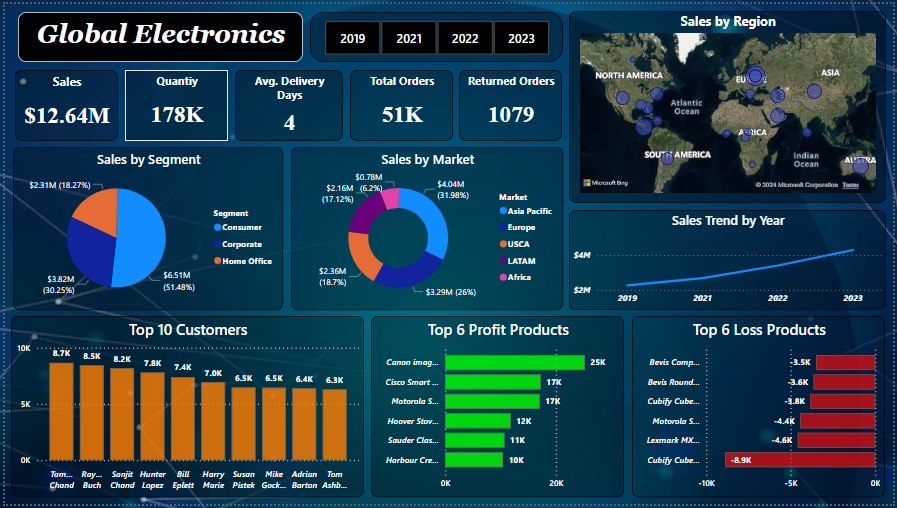 Global Electronics
2019
2021
2022
2023
Sales
$12.64M
Quantiy
178K
Avg. Delivery
Days
4
Total Orders
51K
Returned Orders
1079
Sales by Region
NORTH AMERICA
EU
ASIA
Atlantic
Ocean
AFRICA
SOUTH AMERICA
Indian
Ocean
AUSTRA
Microsoft Bing
© 2024 Microsoft Corporation Terms
Sales by Segment
$2.31M (18.27%)
$3.82M
(30.25%)
$6.51M
(51.48%)
Segment
Consumer
Corporate
Home Office
Sales by Market
$0.78M
(6.2%)
$2.16M
(17.12%)
$4.04M
(31.98%)
$2.36M
(18.7%)
$3.29M (26%)
Market
Asia Pacific
Europe
USCA
LATAM
Africa
Sales Trend by Year
$4M
$2M
2019
2021
2022
2023
Top 10 Customers
10K
5K
0K
8.7K
8.5K
8.2K
7.8K
7.4K
7.0K
6.5K
6.5K
6.4K
6.3K
Tam...
Chand
Ray...
Buch
Sanjit
Chand
Hunter
Lopez
Bill
Eplett
Harry
Marie
Susan
Pistek
Mike
Gock...
Adrian
Barton
Tom
Ashb...
Top 6 Profit Products
Canon imag... 25K
Cisco Smart ... 17K
Motorola S... 17K
Hoover Stov... 12K
Sauder Clas... 11K
Harbour Cre... 10K
0K 20K
Top 6 Loss Products
Bevis Comp... -3.5K
Bevis Round... -3.6K
Cubify Cube... -3.8K
Motorola S... -4.4K
Lexmark MX... -4.6K
Cubify Cube... -8.9K
-10K -5K 0K